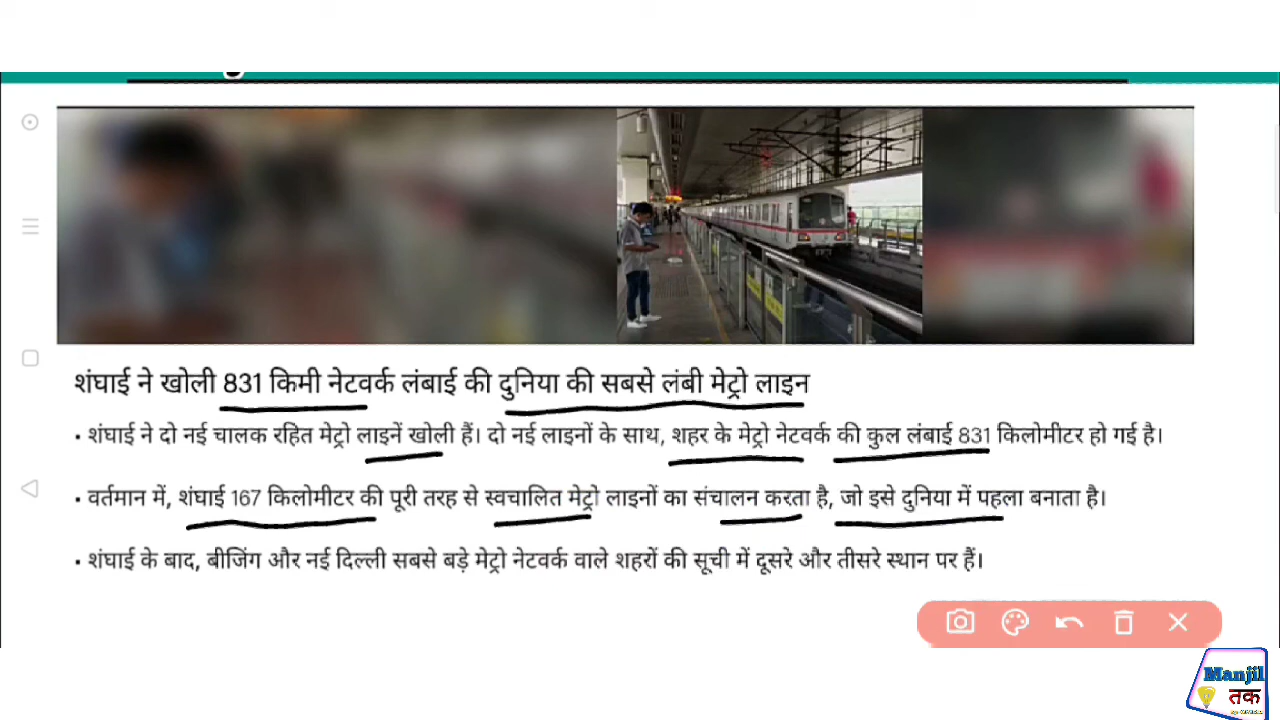 शंघाई ने खोली 831 किमी नेटवर्क लंबाई की दुनिया की सबसे लंबी मेट्रो लाइन
• शंघाई ने दो नई चालक रहित मेट्रो लाइनें खोली हैं। दो नई लाइनों के साथ, शहर के मेट्रो नेटवर्क की कुल लंबाई 831 किलोमीटर हो गई है।
• वर्तमान में, शंघाई 167 किलोमीटर की पूरी तरह से स्वचालित मेट्रो लाइनों का संचालन करता है, जो इसे दुनिया में पहला बनाता है।
• शंघाई के बाद, बीजिंग और नई दिल्ली सबसे बड़े मेट्रो नेटवर्क वाले शहरों की सूची में दूसरे और तीसरे स्थान पर हैं।
Manjil
तक